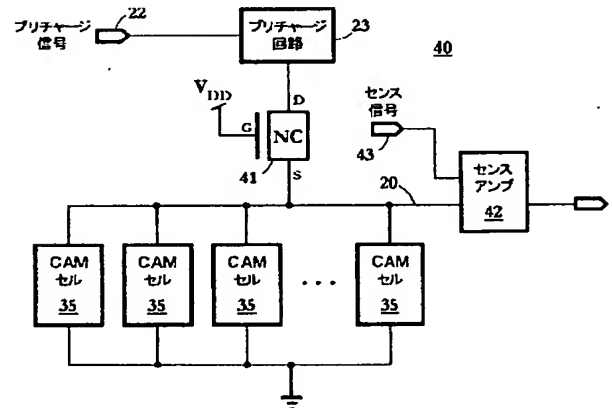 プリチャージ
信号
22
プリチャージ
回路
23
40
VDD
D
G
NC
41
S
センス
信号
43
20
センス
アンプ
42
CAM
セル
35
CAM
セル
35
CAM
セル
35
...
CAM
セル
35